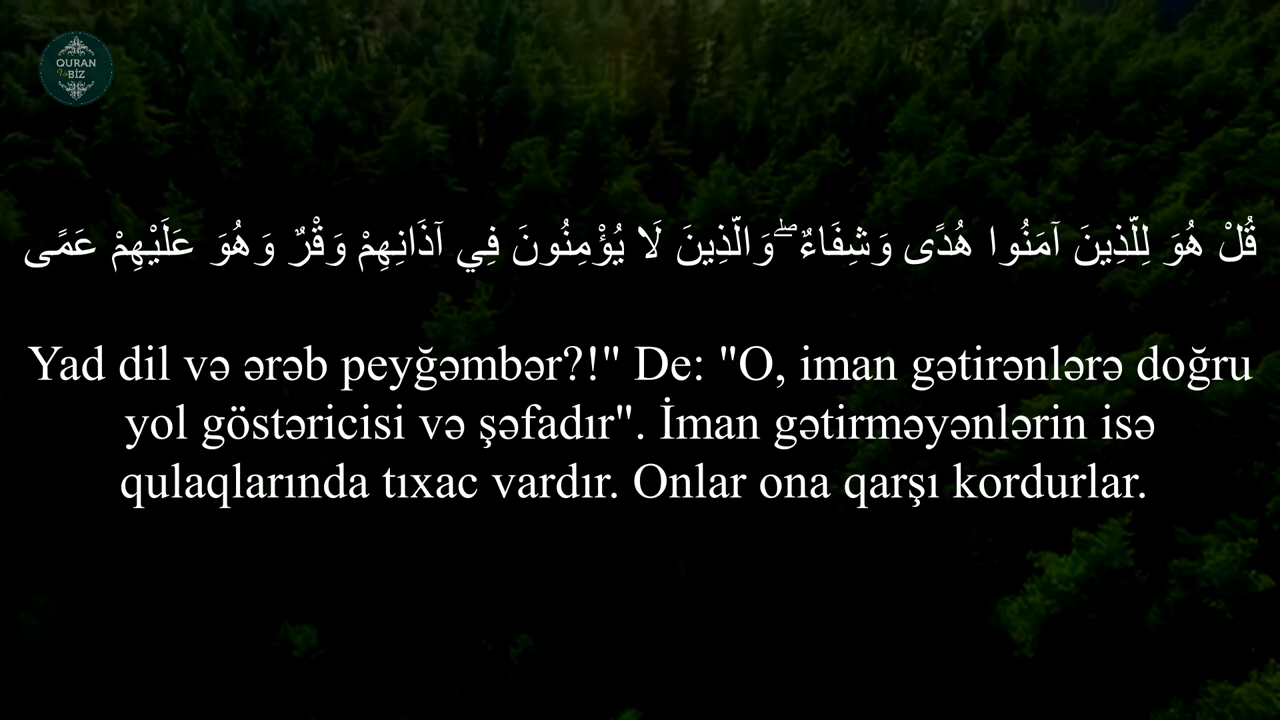 QURAN
Və BİZ
قُلْ هُوَ لِلَّذِينَ آمَنُوا هُدًى وَشِفَاءٌ ۖ وَالَّذِينَ لَا يُؤْمِنُونَ فِي آذَانِهِمْ وَقْرٌ وَهُوَ عَلَيْهِمْ عَمًى
Yad dil və ərəb peyğəmbər?!" De: "O, iman gətirənlərə doğru
yol göstəricisi və şəfadır". İman gətirməyənlərin isə
qulaqlarında tıxac vardır. Onlar ona qarşı kordurlar.